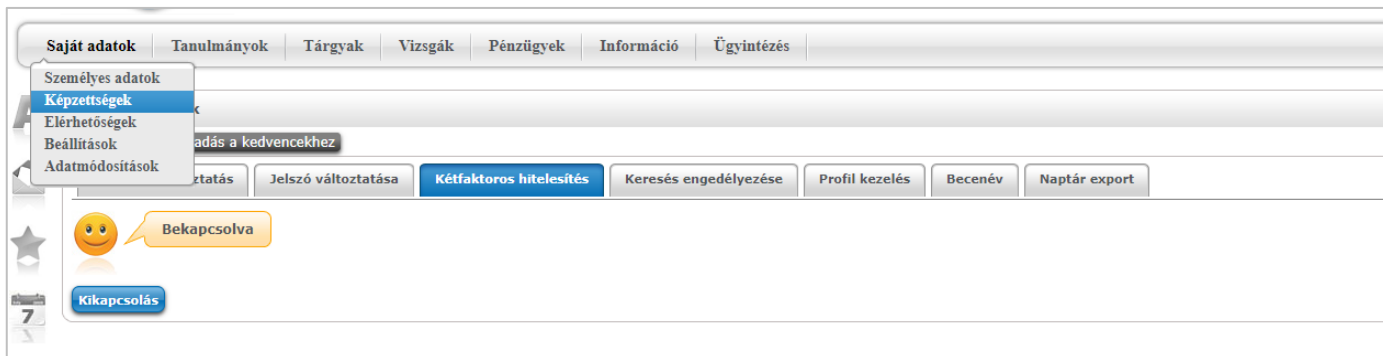 Saját adatok Tanulmányok Tárgyak Vizsgák Pénzügyek Információ Ügyintézés
Személyes adatok
Képzettségek
Elérhetőségek
Beállítások
adás a kedvencekhez
Adatmódosítások
ztatás Jelszó változtatása Kétfaktoros hitelesítés Keresés engedélyezése Profil kezelés Becenév Naptár export
Bekapcsolva
Kikapcsolás
7